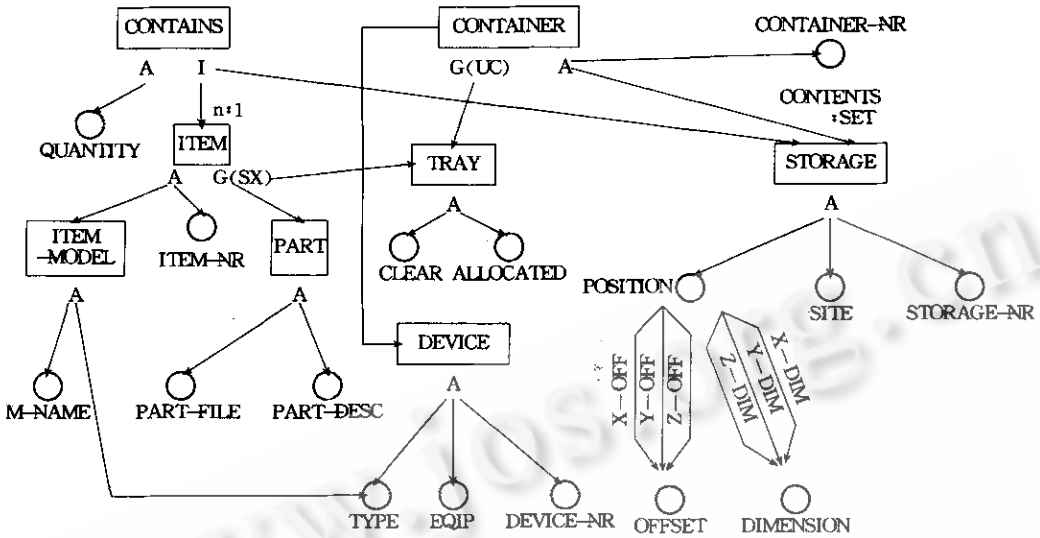 CONTAINS
CONTAINER
CONTAINER-NR
A I
G(UC) A
n:1
CONTENTS
:SET
QUANTITY
ITEM
TRAY
STORAGE
A G(SX)
A
A
ITEM
-MODEL
ITEM-NR
PART
CLEAR ALLOCATED
POSITION
SITE
STORAGE-NR
A
A
DEVICE
X-OFF
Y-OFF
Z-OFF
X-DIM
Y-DIM
Z-DIM
M-NAME
PART-FILE
PART-DESC
A
TYPE
EQIP
DEVICE-NR
OFFSET
DIMENSION